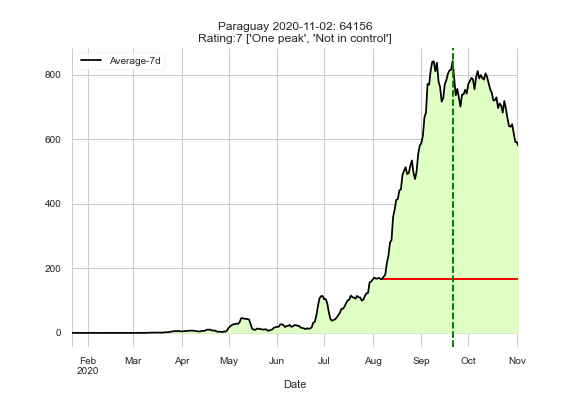 Paraguay 2020-11-02: 64156
Rating:7 ['One peak', 'Not in control']
Average-7d
800
600
400
200
0
Feb Mar Apr May Jun Jul Aug Sep Oct Nov
2020
Date